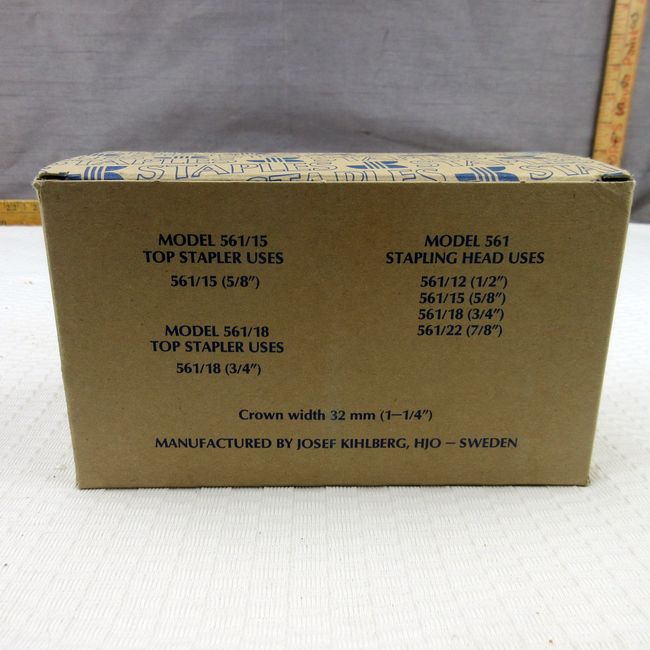 STAPLES
STAPLES
MODEL 561/15
TOP STAPLER USES
561/15 (5/8″)
MODEL 561/18
TOP STAPLER USES
561/18 (3/4″)
MODEL 561
STAPLING HEAD USES
561/12 (1/2″)
561/15 (5/8″)
561/18 (3/4″)
561/22 (7/8″)
Crown width 32 mm (1—1/4″)
MANUFACTURED BY JOSEF KIHLBERG, HJO — SWEDEN